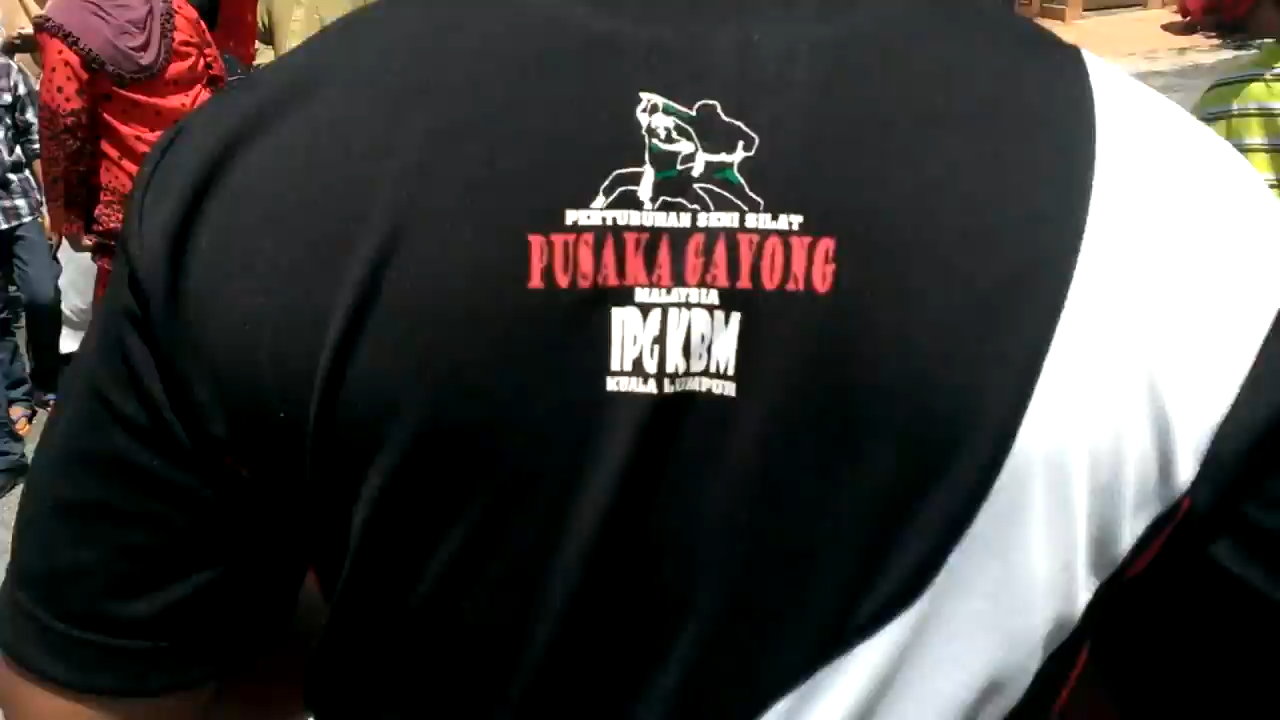 PERTUBUHAN SENI SILAT
PUSAKA GAYONG
MALAYSIA
IPG KBM
KUALA LUMPUR